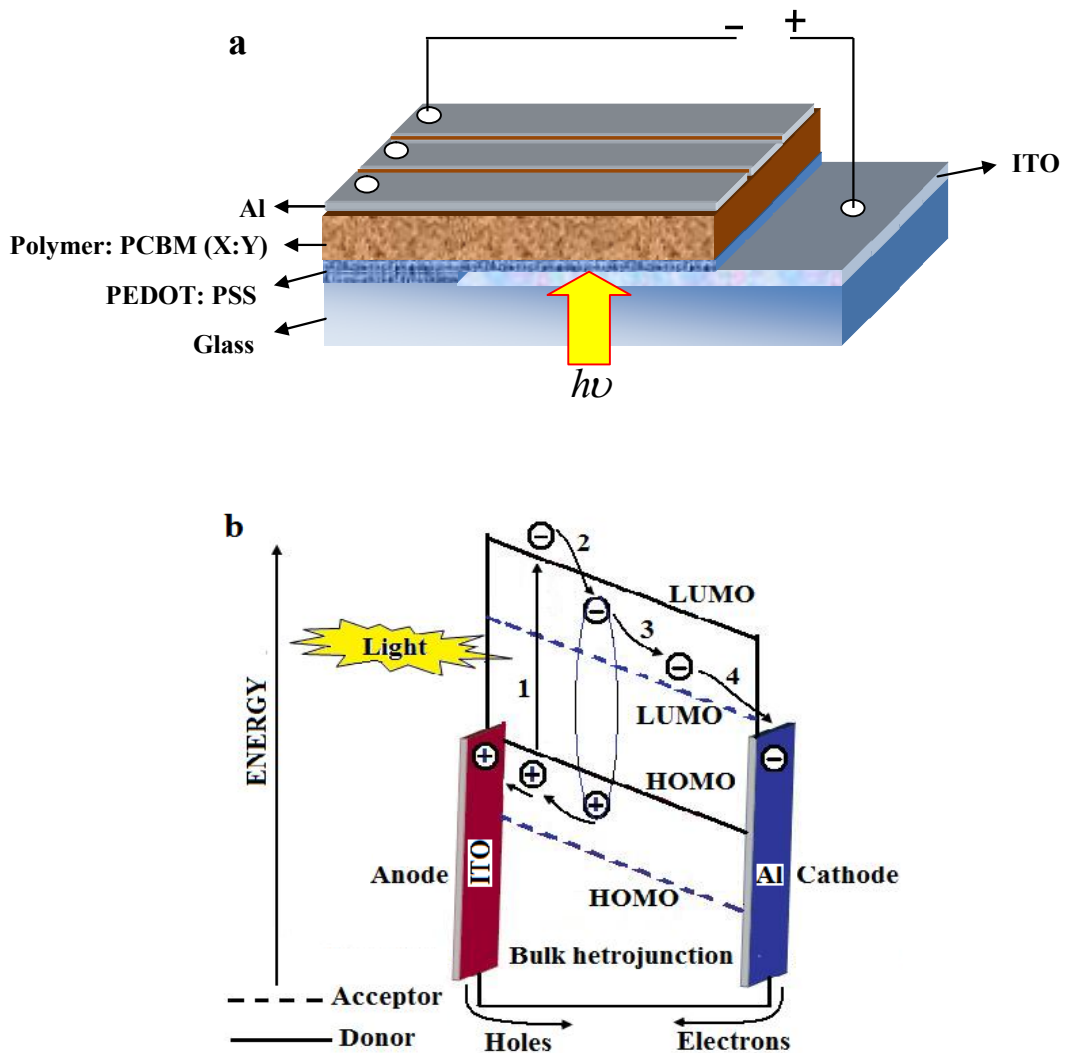 a
− +
ITO
Al
Polymer: PCBM (X:Y)
PEDOT: PSS
Glass
hυ
b
ENERGY
Light
1
2
3
4
LUMO
LUMO
HOMO
HOMO
Anode
ITO
Al
Cathode
Bulk hetrojunction
Acceptor
Donor
Holes
Electrons